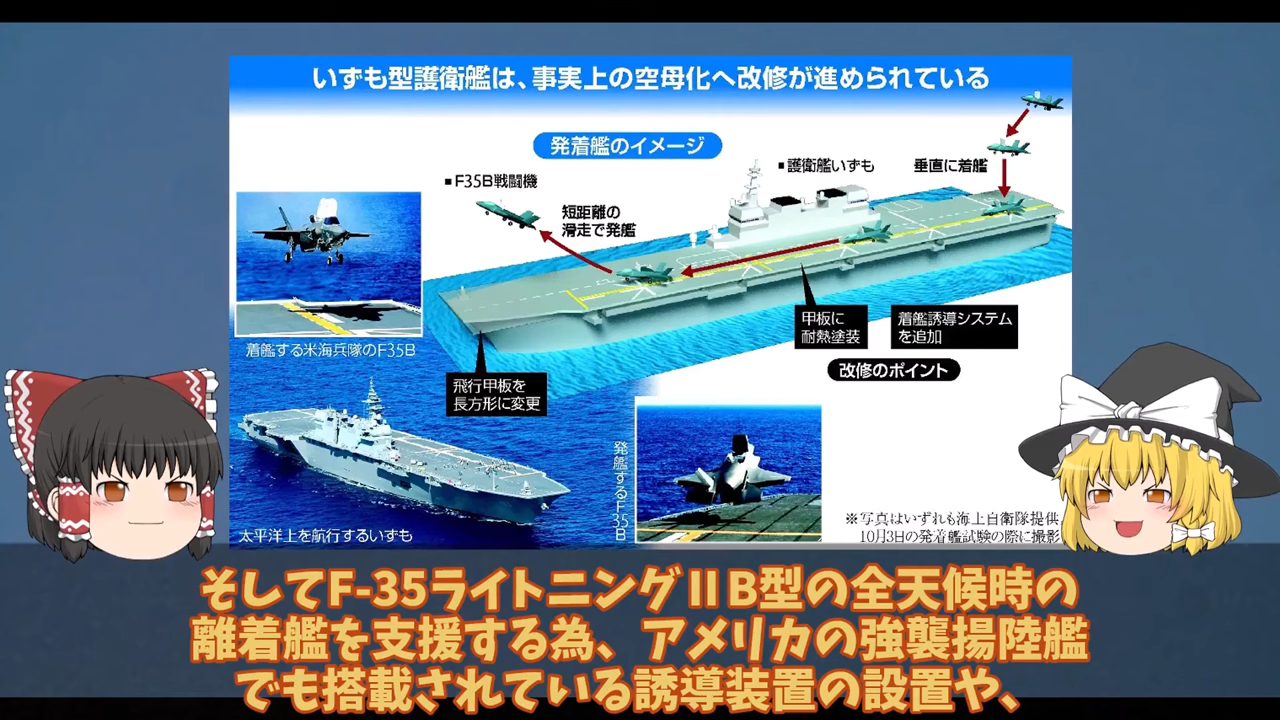 いずも型護衛艦は、事実上の空母化へ改修が進められている
発着艦のイメージ
■F35B戦闘機
短距離の
滑走で発艦
■護衛艦いずも
垂直に着艦
着艦する米海兵隊のF35B
甲板に
耐熱塗装
着艦誘導システム
を追加
改修のポイント
飛行甲板を
長方形に変更
太平洋上を航行するいずも
発艦するF35B
※写真はいずれも海上自衛隊提供
10月3日の発着艦試験の際に撮影
そしてF-35ライトニングⅡB型の全天候時の
離着艦を支援する為、アメリカの強襲揚陸艦
でも搭載されている誘導装置の設置や、